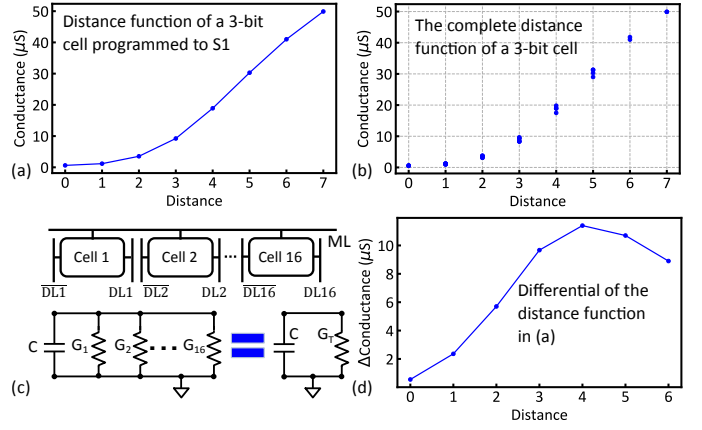 Distance function of a 3-bit
cell programmed to S1
Conductance (µS)
50
40
30
20
10
0
0 1 2 3 4 5 6 7
Distance
(a)
The complete distance
function of a 3-bit cell
Conductance (µS)
50
40
30
20
10
0
0 1 2 3 4 5 6 7
Distance
(b)
ML
Cell 1 Cell 2 ... Cell 16
DL1 DL1 DL2 DL2 DL16 DL16
C G1 G2 G16 C GT
(c)
Differential of the
distance function
in (a)
ΔConductance (µS)
10
8
6
4
2
0 1 2 3 4 5 6
Distance
(d)